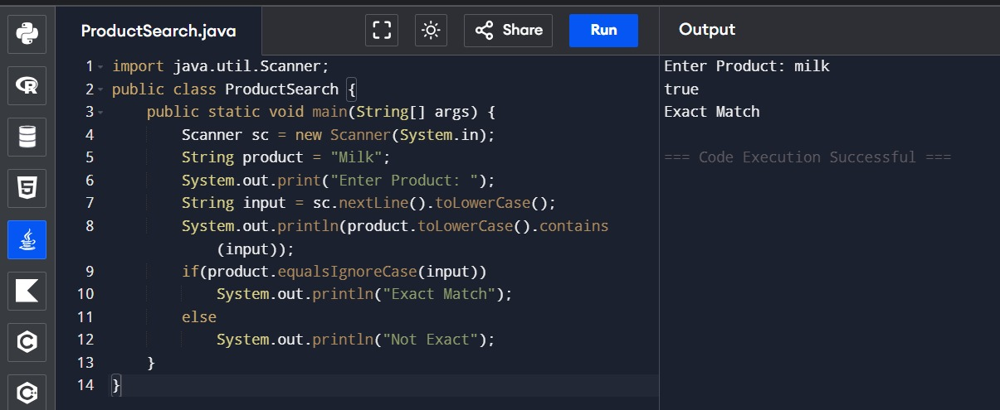 ProductSearch.java
Share
Run
Output
1 import java.util.Scanner;
2 public class ProductSearch {
3     public static void main(String[] args) {
4         Scanner sc = new Scanner(System.in);
5         String product = "Milk";
6         System.out.print("Enter Product: ");
7         String input = sc.nextLine().toLowerCase();
8         System.out.println(product.toLowerCase().contains
            (input));
9         if(product.equalsIgnoreCase(input))
10             System.out.println("Exact Match");
11         else
12             System.out.println("Not Exact");
13     }
14 }
Enter Product: milk
true
Exact Match
=== Code Execution Successful ===